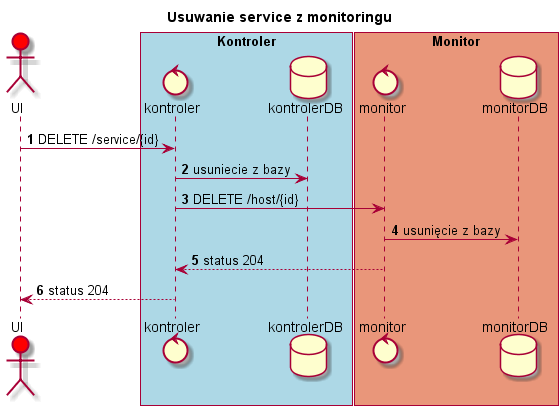 Usuwanie service z monitoringu
Kontroler
Monitor
UI
kontroler
kontrolerDB
monitor
monitorDB
1 DELETE /service/{id}
2 usuniecie z bazy
3 DELETE /host/{id}
4 usunięcie z bazy
5 status 204
6 status 204
UI
kontroler
kontrolerDB
monitor
monitorDB